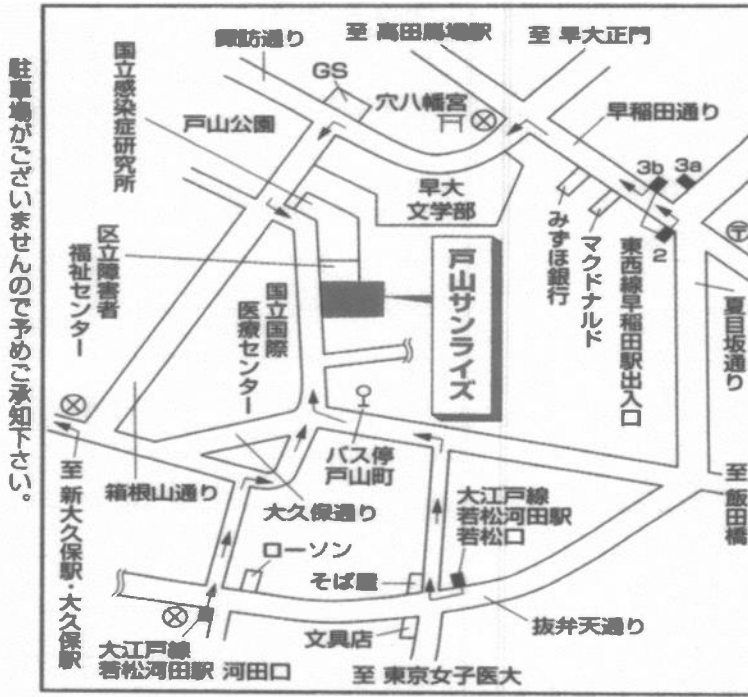 駐車場がございませんので予めご承知下さい。
諏訪通り
至 高田馬場駅
至 早大正門
GS
穴八幡宮
早稲田通り
国立感染症研究所
戸山公園
早大
文学部
3b
3a
2
みずほ銀行
マクドナルド
東西線早稲田駅出入口
夏目坂通り
区立障害者
福祉センター
国立国際
医療センター
戸山サンライズ
バス停
戸山町
至 飯田橋
至 新大久保駅・大久保駅
箱根山通り
大久保通り
大江戸線
若松河田駅
若松口
ローソン
そば屋
抜弁天通り
文具店
大江戸線
若松河田駅 河田口
至 東京女子医大